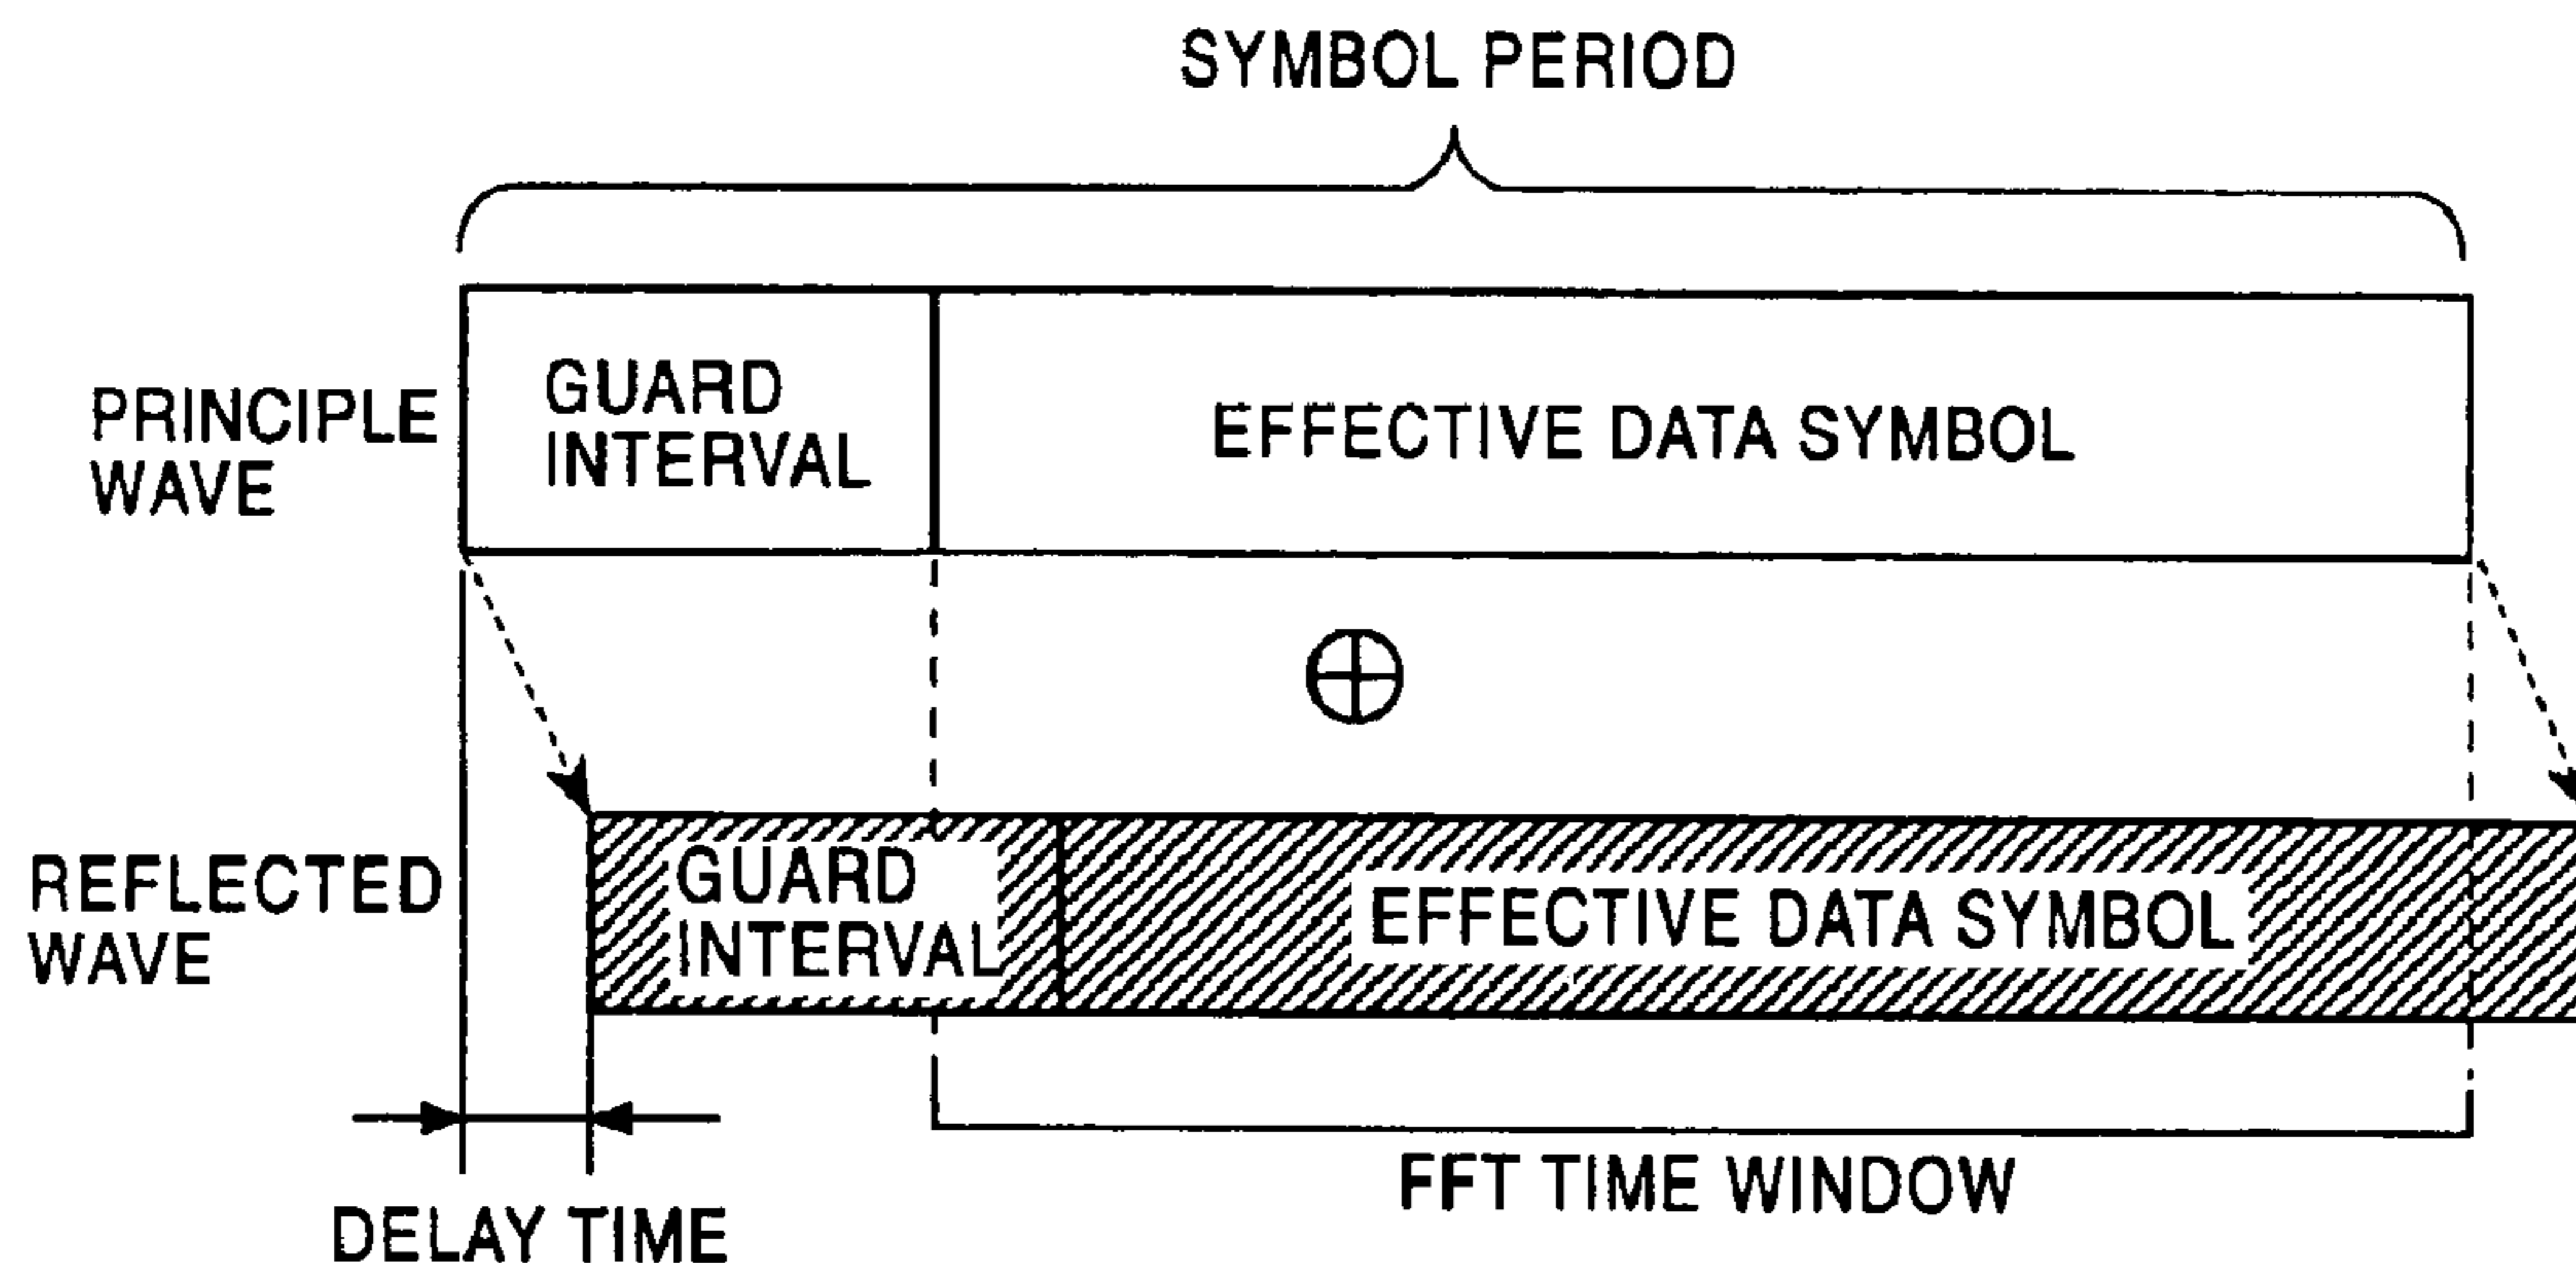 SYMBOL PERIOD
PRINCIPLE
WAVE
GUARD
INTERVAL
EFFECTIVE DATA SYMBOL
REFLECTED
WAVE
GUARD
INTERVAL
EFFECTIVE DATA SYMBOL
DELAY TIME
FFT TIME WINDOW